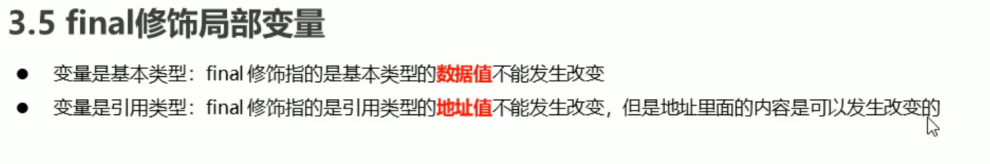 3.5 final修饰局部变量
● 变量是基本类型：final 修饰指的是基本类型的数据值不能发生改变
● 变量是引用类型：final 修饰指的是引用类型的地址值不能发生改变，但是地址里面的内容是可以发生改变的